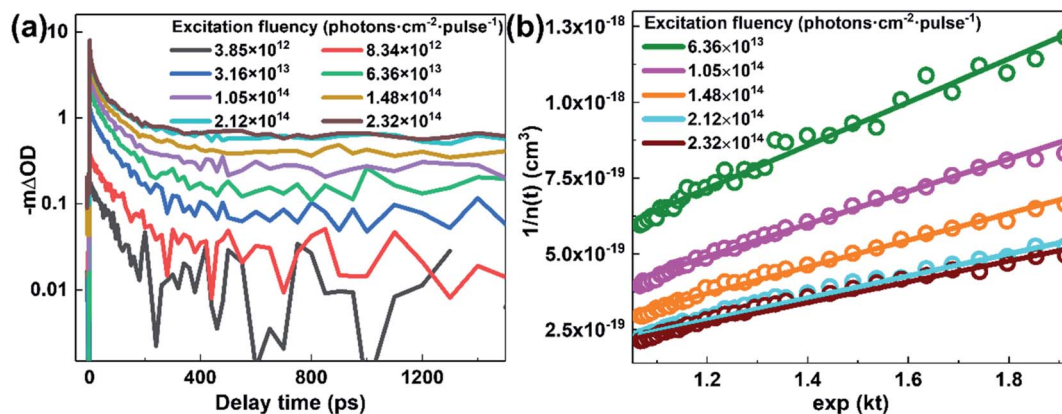 (a)
Excitation fluency (photons·cm⁻²·pulse⁻¹)
3.85×10¹² 8.34×10¹²
3.16×10¹³ 6.36×10¹³
1.05×10¹⁴ 1.48×10¹⁴
2.12×10¹⁴ 2.32×10¹⁴
-mΔOD
10
1
0.1
0.01
0 400 800 1200
Delay time (ps)
(b)
Excitation fluency (photons·cm⁻²·pulse⁻¹)
6.36×10¹³
1.05×10¹⁴
1.48×10¹⁴
2.12×10¹⁴
2.32×10¹⁴
1/n(t) (cm³)
1.3x10⁻¹⁸
1.0x10⁻¹⁸
7.5x10⁻¹⁹
5.0x10⁻¹⁹
2.5x10⁻¹⁹
1.2 1.4 1.6 1.8
exp (kt)